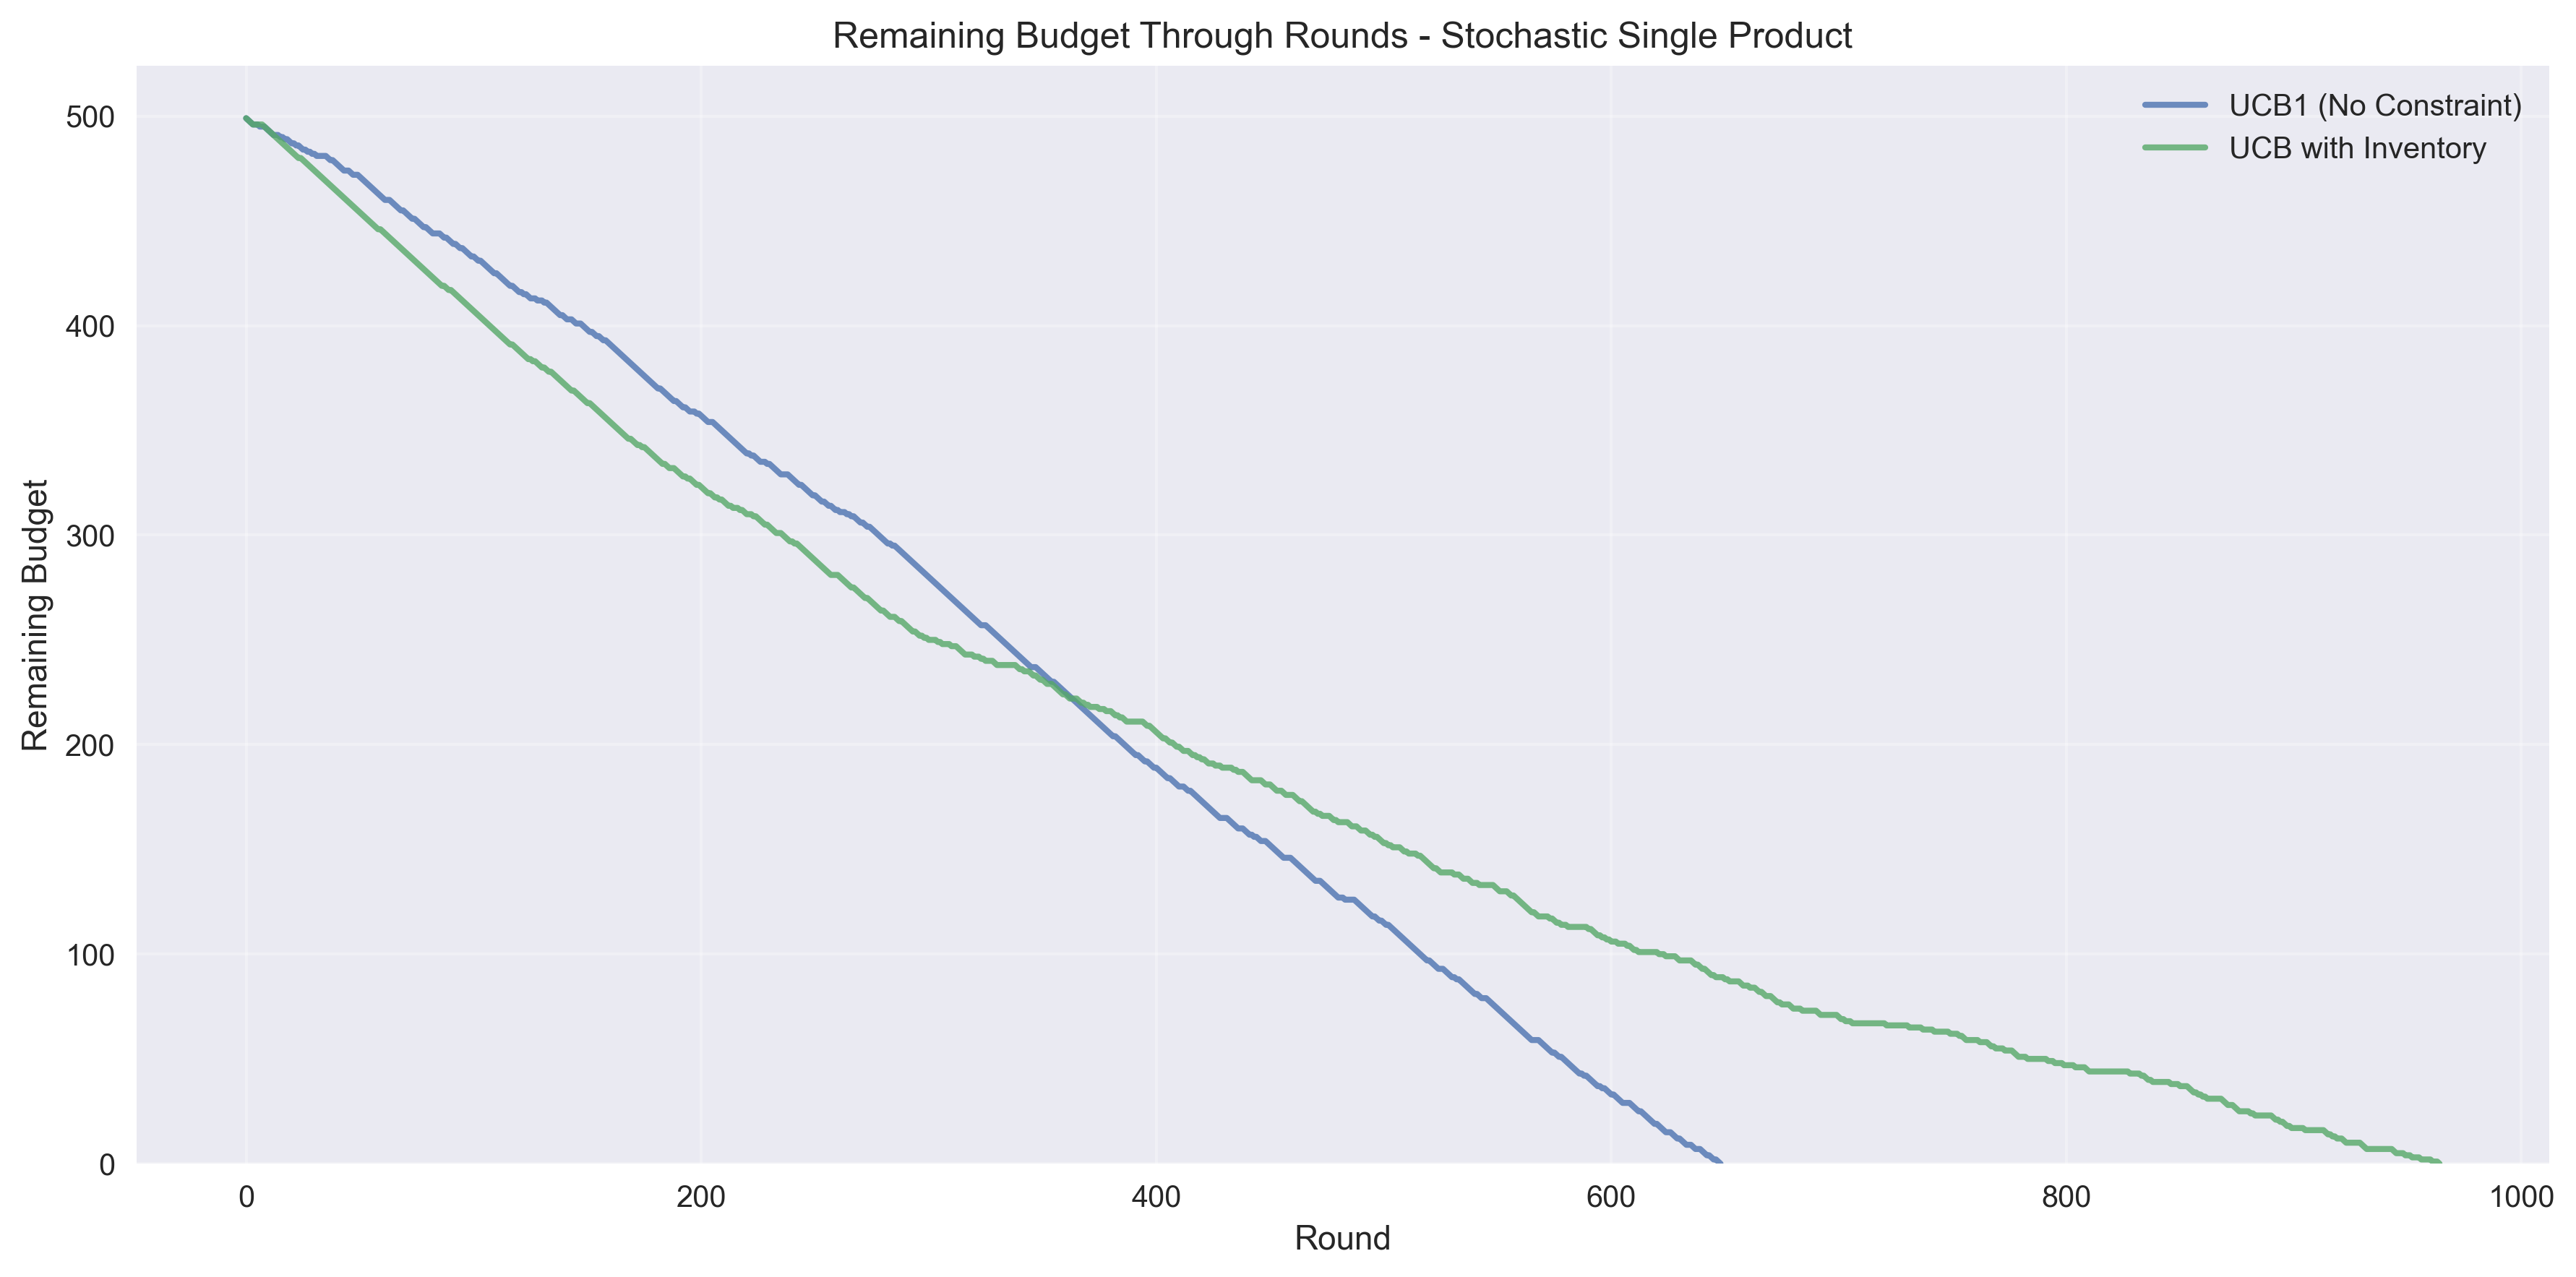 Remaining Budget Through Rounds - Stochastic Single Product
UCB1 (No Constraint)
UCB with Inventory
Remaining Budget
500
400
300
200
100
0
0 200 400 600 800 1000
Round